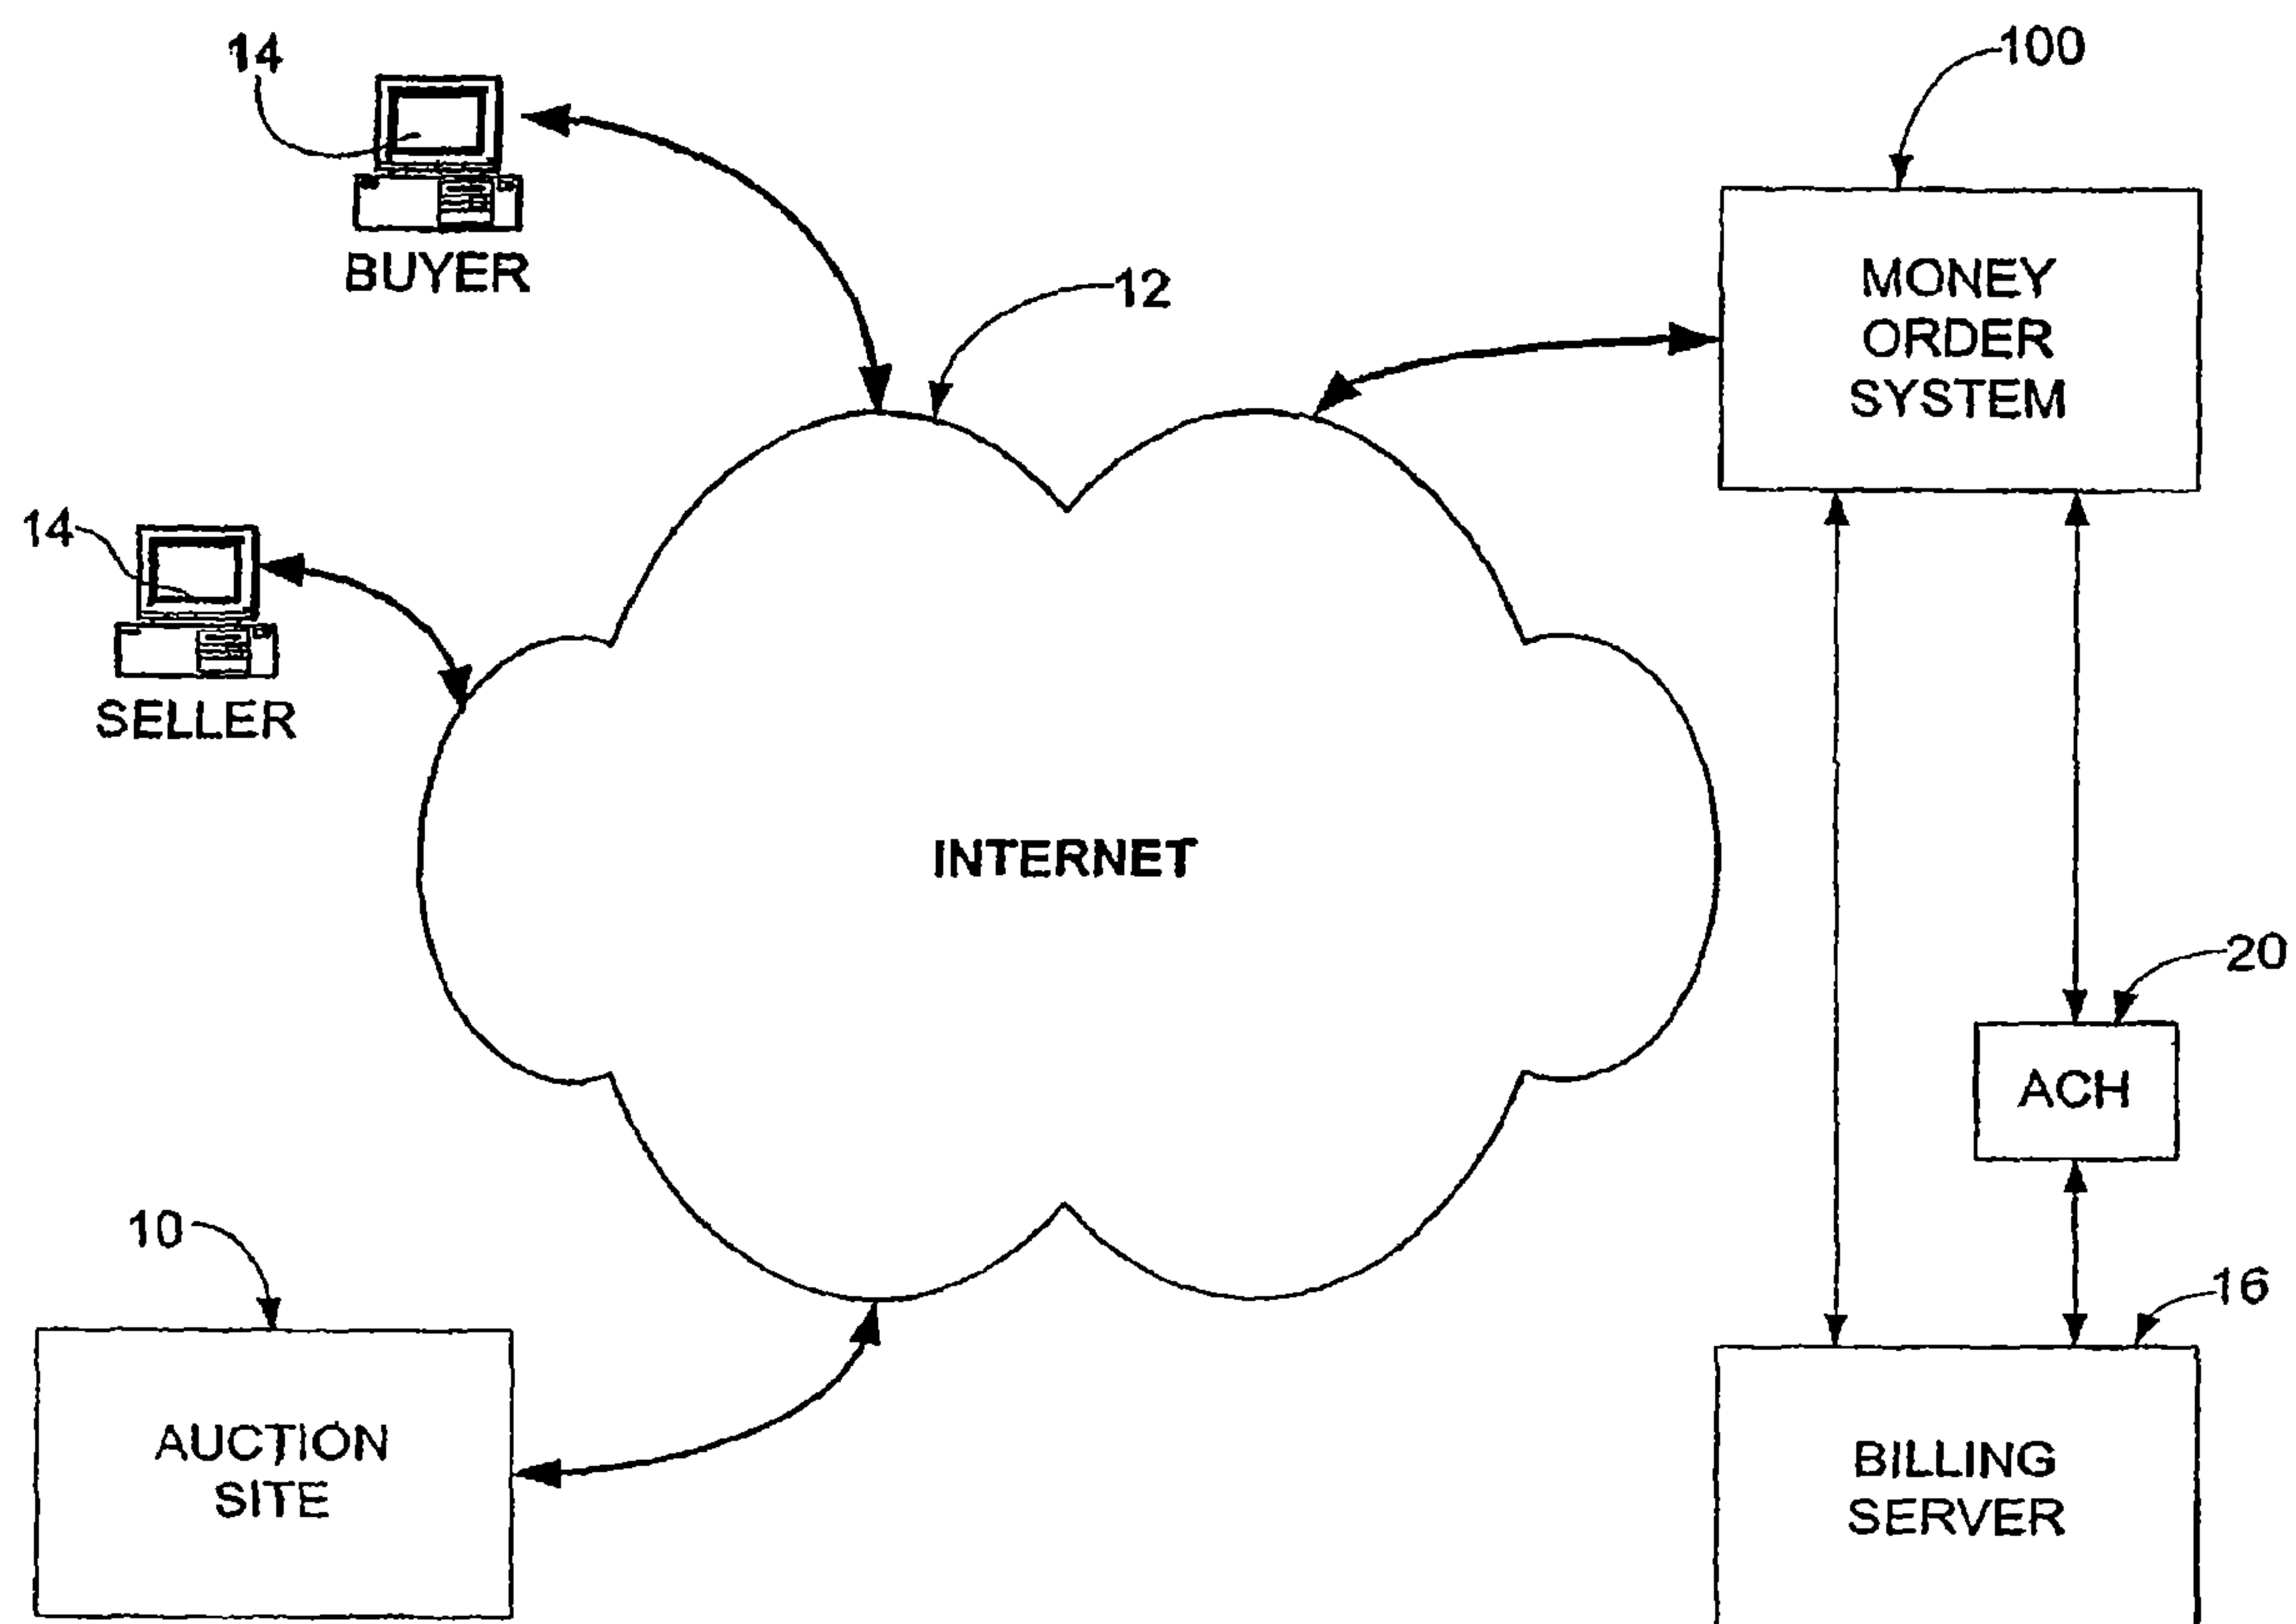 14
100
BUYER
12
MONEY
ORDER
SYSTEM
14
SELLER
INTERNET
20
ACH
10
16
AUCTION
SITE
BILLING
SERVER